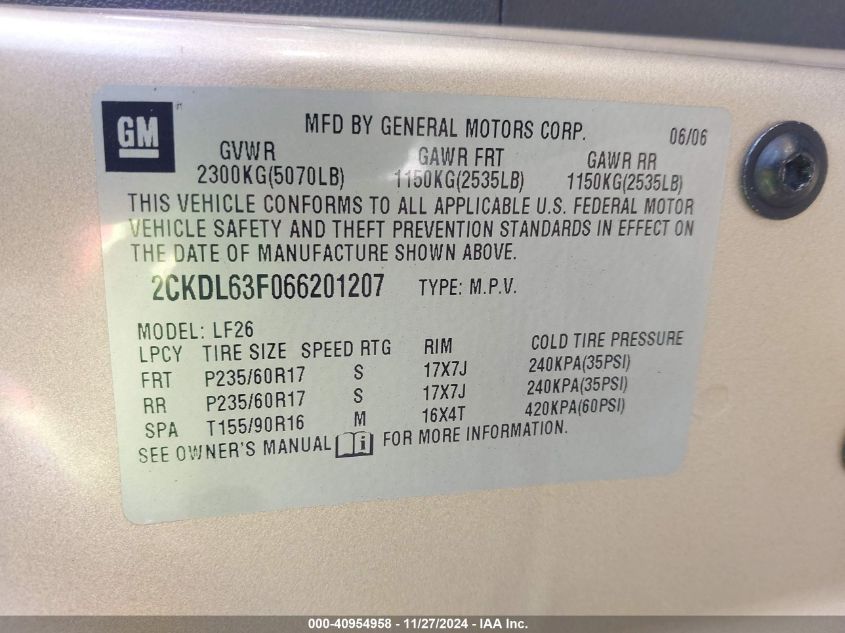 GM
MFD BY GENERAL MOTORS CORP. 06/06
GVWR GAWR FRT GAWR RR
2300KG(5070LB) 1150KG(2535LB) 1150KG(2535LB)
THIS VEHICLE CONFORMS TO ALL APPLICABLE U.S. FEDERAL MOTOR
VEHICLE SAFETY AND THEFT PREVENTION STANDARDS IN EFFECT ON
THE DATE OF MANUFACTURE SHOWN ABOVE.
2CKDL63F066201207 TYPE: M.P.V.
MODEL: LF26
LPCY TIRE SIZE SPEED RTG RIM COLD TIRE PRESSURE
FRT P235/60R17 S 17X7J 240KPA(35PSI)
RR P235/60R17 S 17X7J 240KPA(35PSI)
SPA T155/90R16 M 16X4T 420KPA(60PSI)
SEE OWNER'S MANUAL i FOR MORE INFORMATION.
000-40954958 - 11/27/2024 - IAA Inc.